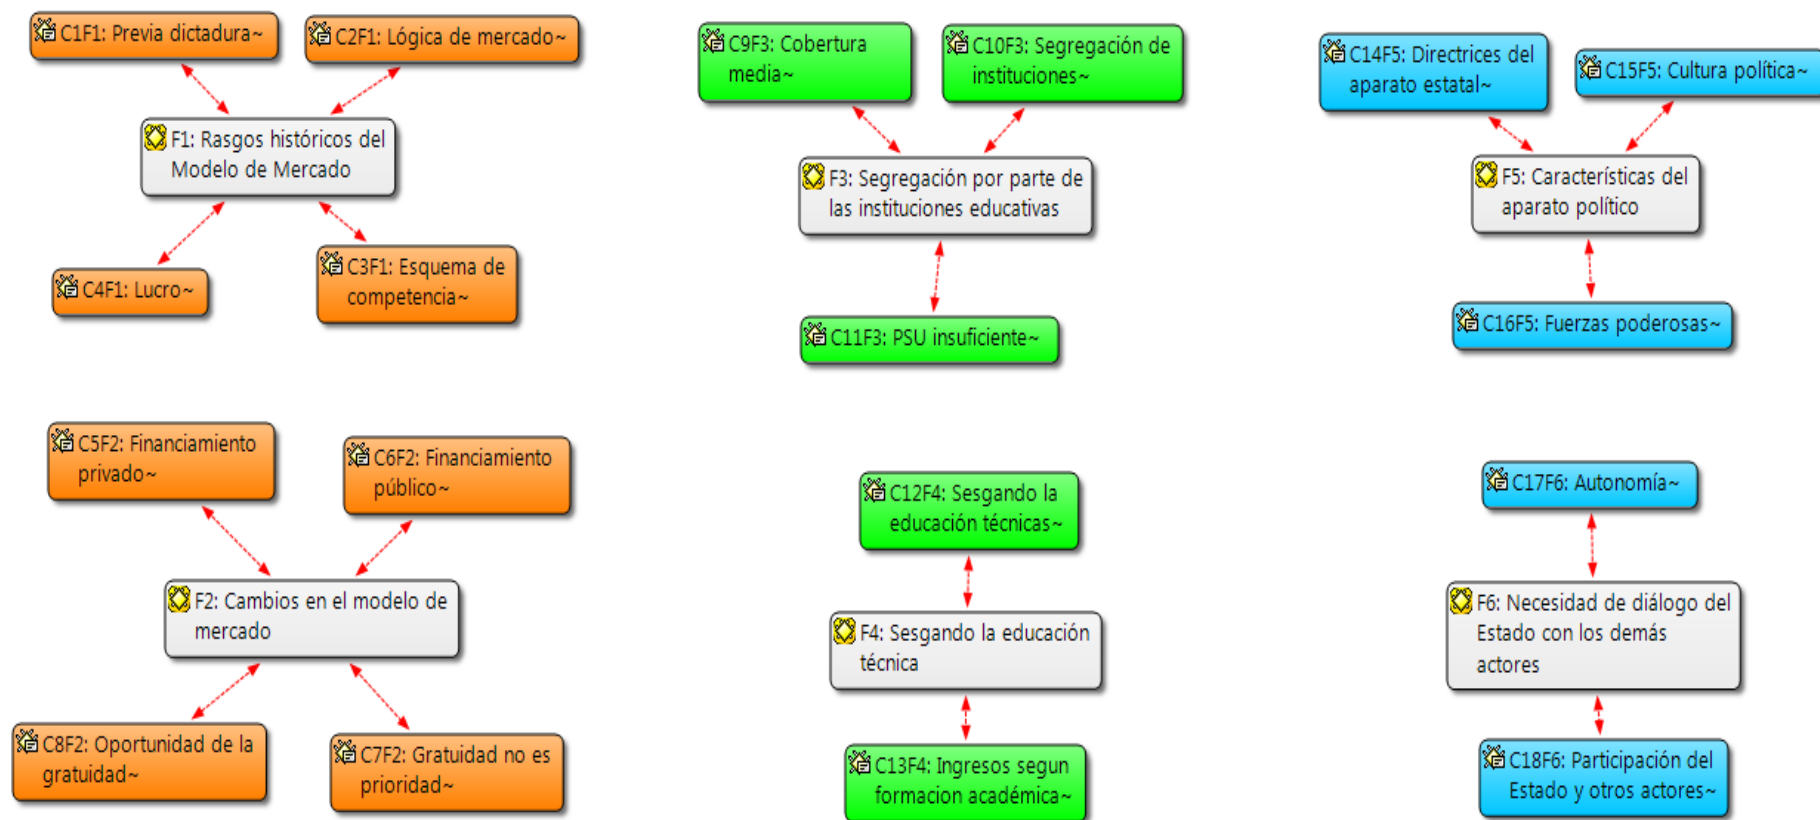 C1F1: Previa dictadura~
C2F1: Lógica de mercado~
F1: Rasgos históricos del
Modelo de Mercado
C4F1: Lucro~
C3F1: Esquema de
competencia~
C9F3: Cobertura
media~
C10F3: Segregación de
instituciones~
F3: Segregación por parte de
las instituciones educativas
C11F3: PSU insuficiente~
C14F5: Directrices del
aparato estatal~
C15F5: Cultura política~
F5: Características del
aparato político
C16F5: Fuerzas poderosas~
C5F2: Financiamiento
privado~
C6F2: Financiamiento
público~
F2: Cambios en el modelo de
mercado
C8F2: Oportunidad de la
gratuidad~
C7F2: Gratuidad no es
prioridad~
C12F4: Sesgando la
educación técnicas~
F4: Sesgando la educación
técnica
C13F4: Ingresos segun
formacion académica~
C17F6: Autonomía~
F6: Necesidad de diálogo del
Estado con los demás
actores
C18F6: Participación del
Estado y otros actores~